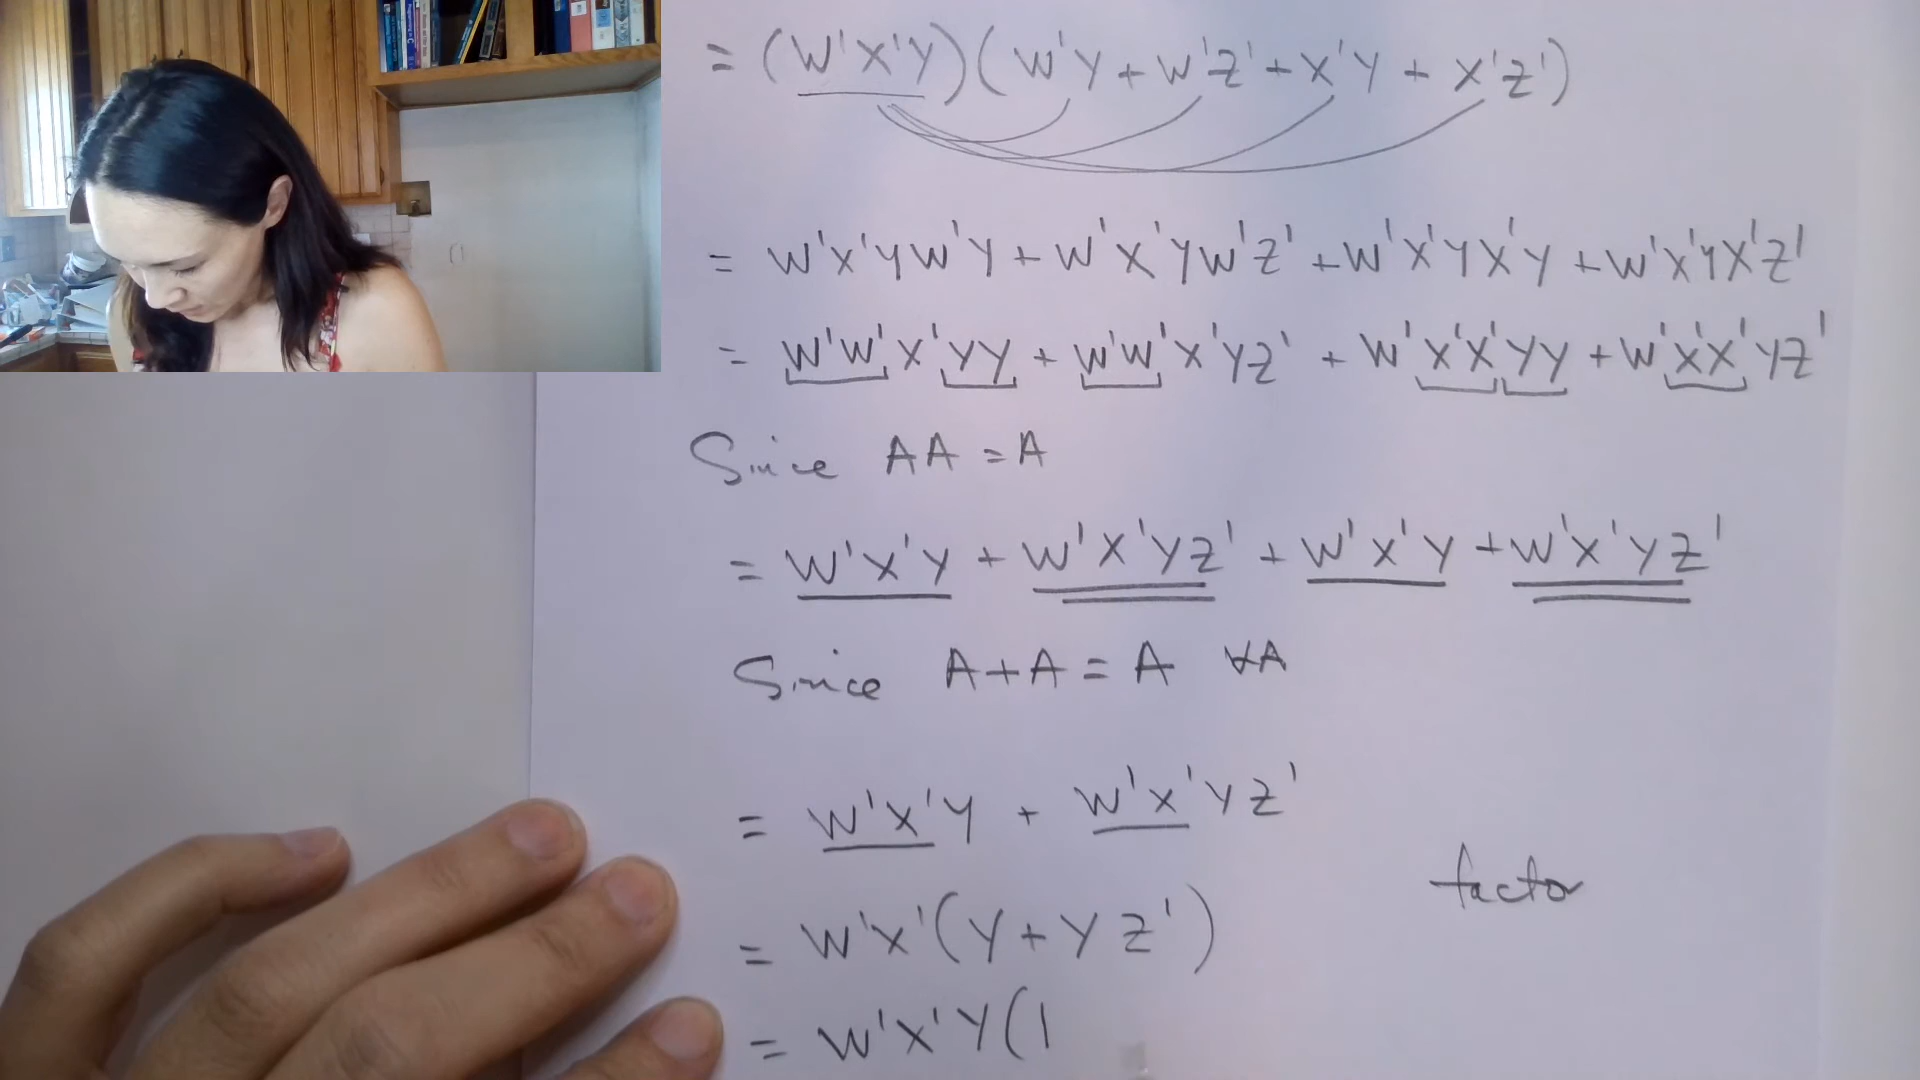 = (W'X'Y)(W'Y + W'Z' + X'Y + X'Z')
= W'X'YW'Y + W'X'YW'Z' + W'X'YX'Y + W'X'YX'Z'
= W'W'X'YY + W'W'X'YZ' + W'X'X'YY + W'X'X'YZ'
Since AA = A
= W'X'Y + W'X'YZ' + W'X'Y + W'X'YZ'
Since A+A = A ∀A
= W'X'Y + W'X'YZ'
factor
= W'X'(Y + YZ')
= W'X'Y(1